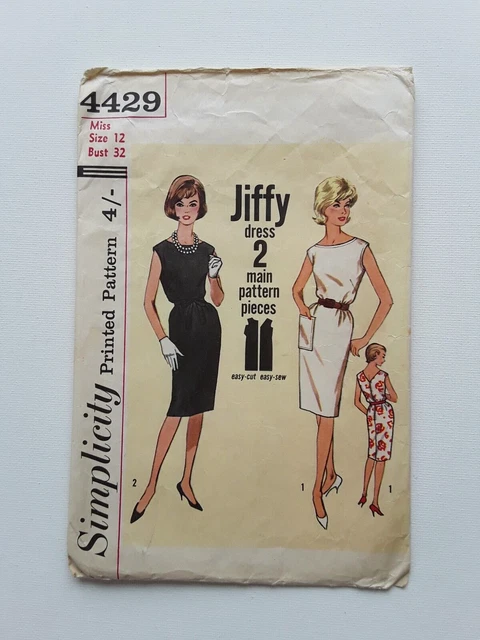 4429
Miss
Size 12
Bust 32
Simplicity Printed Pattern 4/-
Jiffy
dress
2
main
pattern
pieces
easy-cut easy-sew
2
1
1